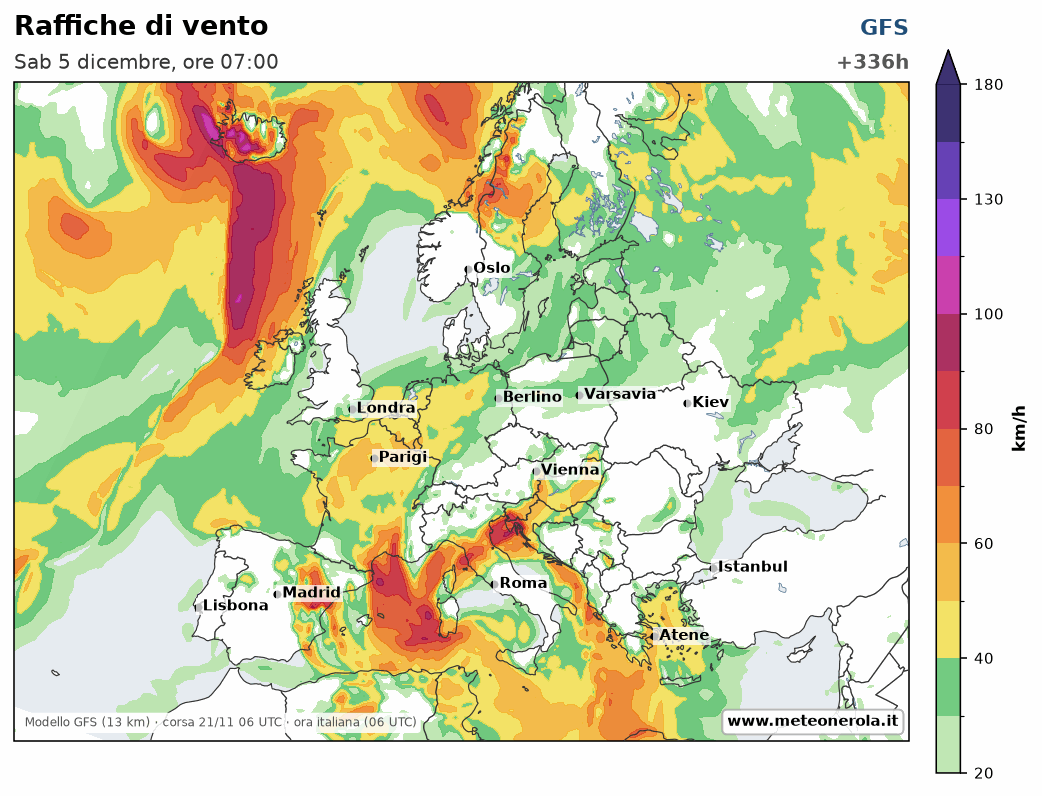 Raffiche di vento
GFS
Sab 5 dicembre, ore 07:00
+336h
180
130
100
80
60
40
20
km/h
Oslo
Londra
Berlino
Varsavia
Kiev
Parigi
Vienna
Istanbul
Roma
Madrid
Lisbona
Atene
Modello GFS (13 km) · corsa 21/11 06 UTC · ora italiana (06 UTC)
www.meteonerola.it